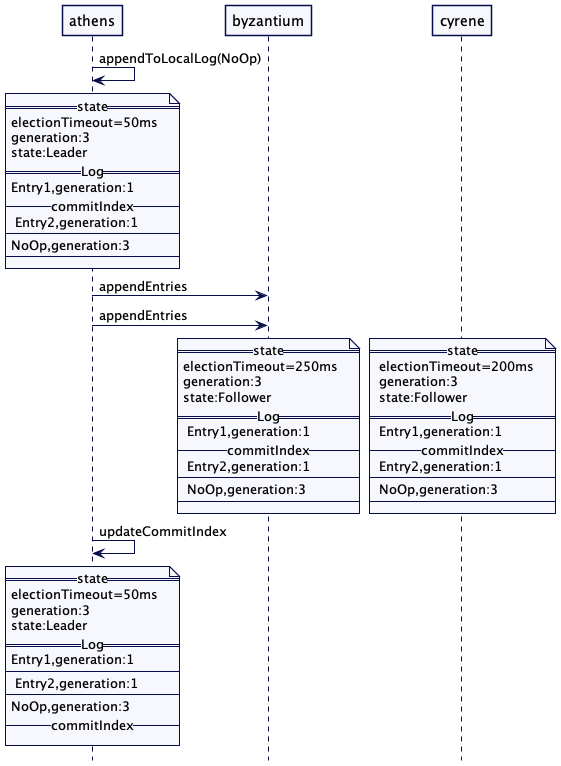 athens
byzantium
cyrene
appendToLocalLog(NoOp)
state
electionTimeout=50ms
generation:3
state:Leader
Log
Entry1,generation:1
commitIndex
Entry2,generation:1
NoOp,generation:3
appendEntries
appendEntries
state
electionTimeout=250ms
generation:3
state:Follower
Log
Entry1,generation:1
commitIndex
Entry2,generation:1
NoOp,generation:3
state
electionTimeout=200ms
generation:3
state:Follower
Log
Entry1,generation:1
commitIndex
Entry2,generation:1
NoOp,generation:3
updateCommitIndex
state
electionTimeout=50ms
generation:3
state:Leader
Log
Entry1,generation:1
Entry2,generation:1
NoOp,generation:3
commitIndex